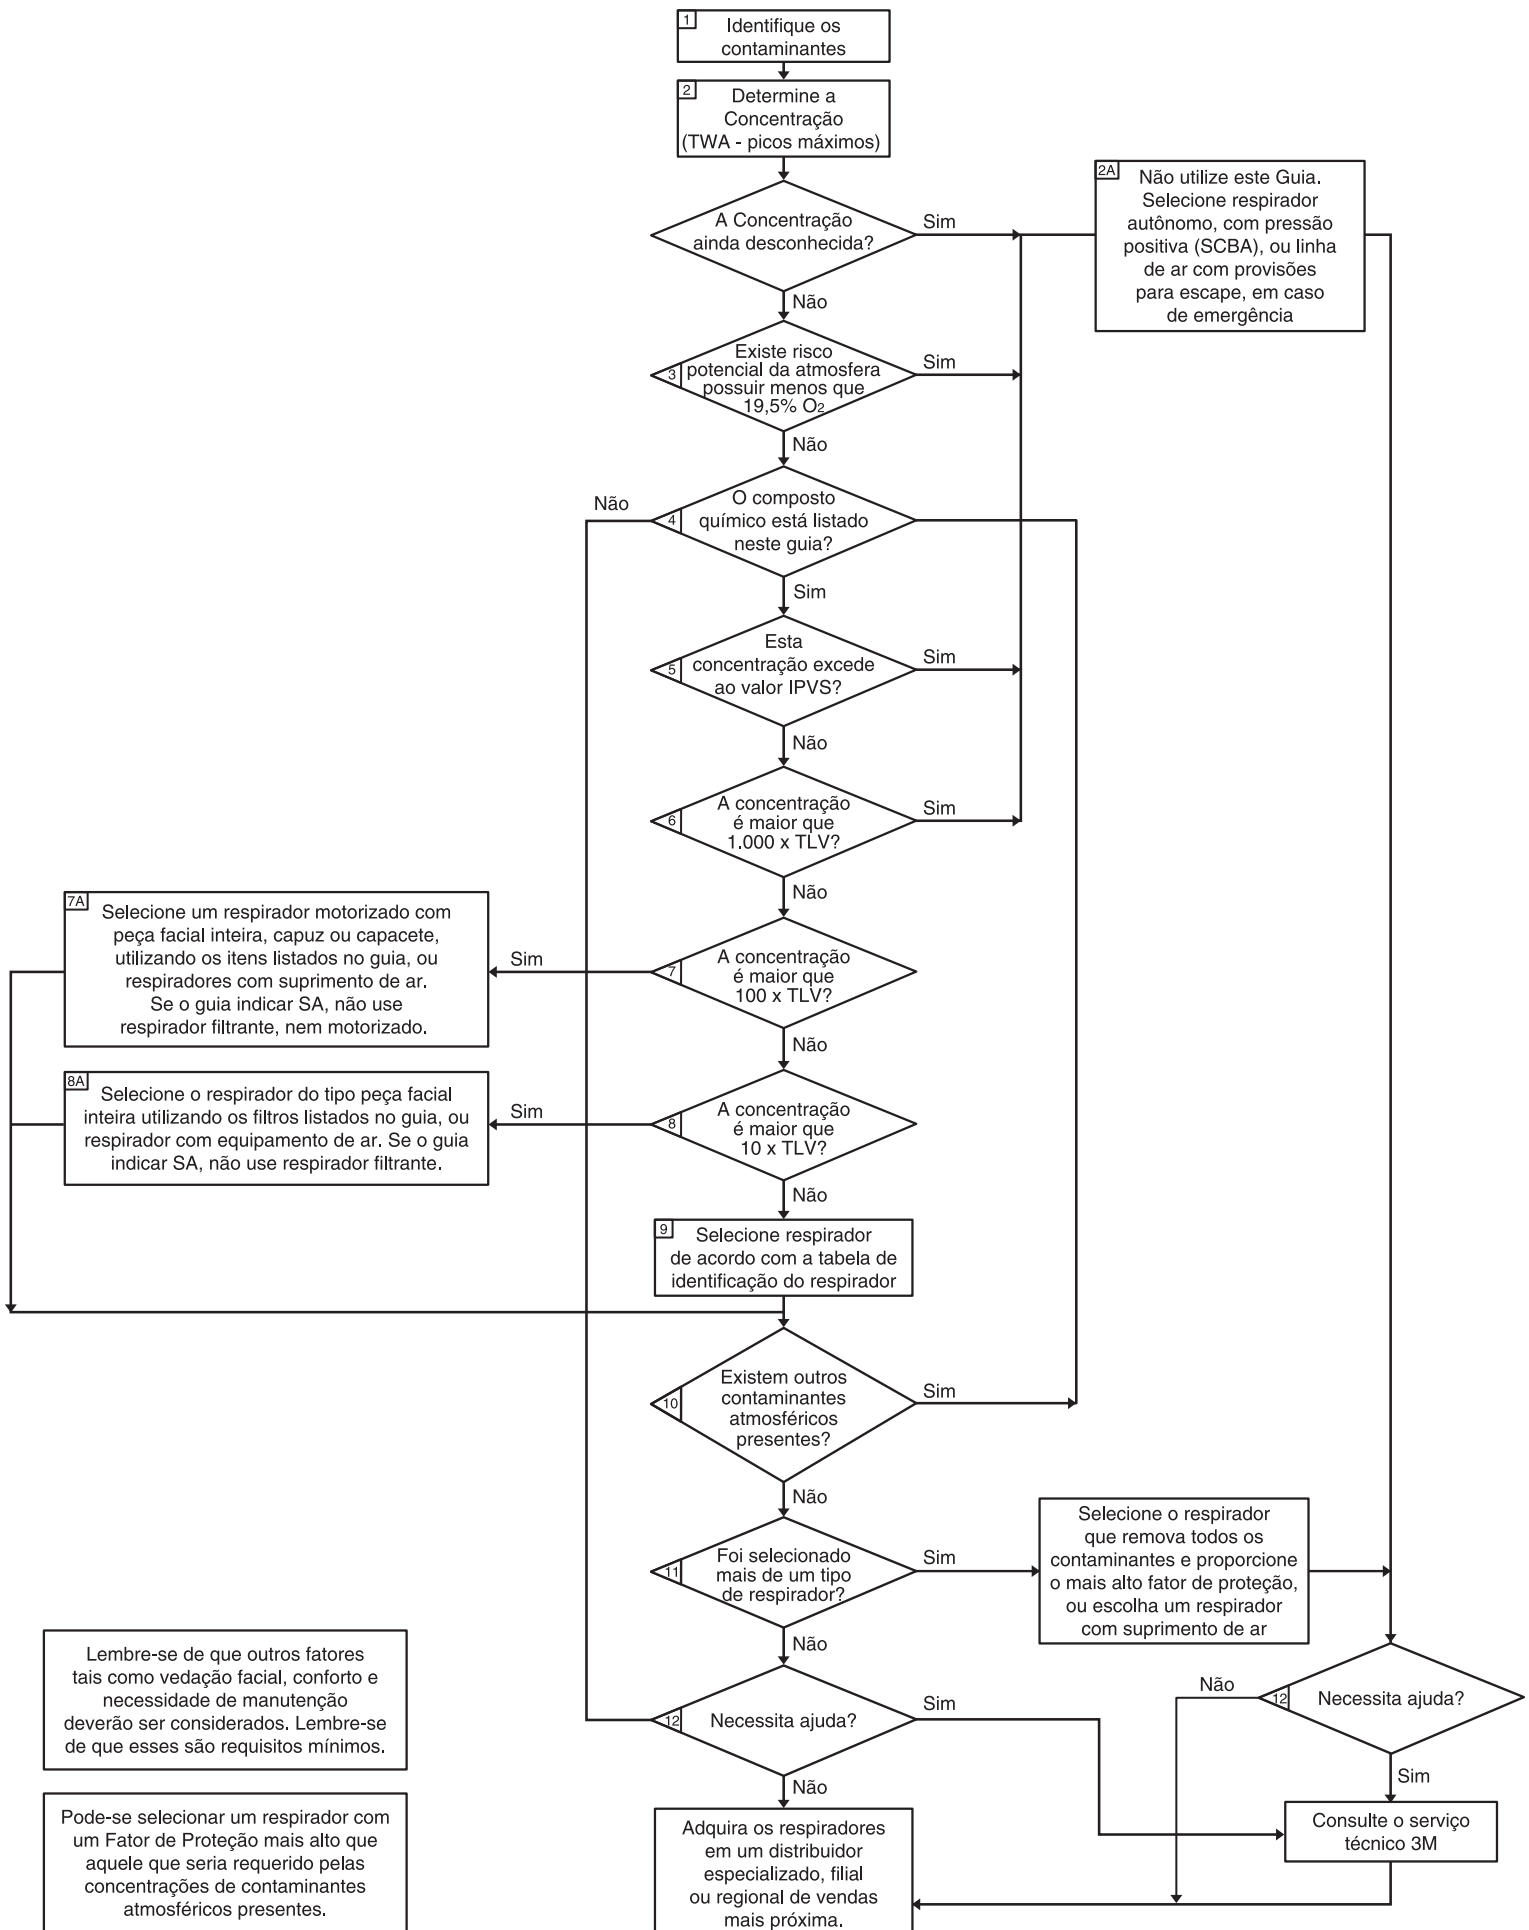 1
Identifique os
contaminantes
2
Determine a
Concentração
(TWA - picos máximos)
A Concentração
ainda desconhecida?
Sim
2A
Não utilize este Guia.
Selecione respirador
autônomo, com pressão
positiva (SCBA), ou linha
de ar com provisões
para escape, em caso
de emergência
Não
3
Existe risco
potencial da atmosfera
possuir menos que
19,5% O2
Sim
Não
Não
4
O composto
químico está listado
neste guia?
Sim
5
Esta
concentração excede
ao valor IPVS?
Sim
Não
6
A concentração
é maior que
1.000 x TLV?
Sim
Não
7A
Selecione um respirador motorizado com
peça facial inteira, capuz ou capacete,
utilizando os itens listados no guia, ou
respiradores com suprimento de ar.
Se o guia indicar SA, não use
respirador filtrante, nem motorizado.
Sim
7
A concentração
é maior que
100 x TLV?
Não
8A
Selecione o respirador do tipo peça facial
inteira utilizando os filtros listados no guia, ou
respirador com equipamento de ar. Se o guia
indicar SA, não use respirador filtrante.
Sim
8
A concentração
é maior que
10 x TLV?
Não
9
Selecione respirador
de acordo com a tabela de
identificação do respirador
10
Existem outros
contaminantes
atmosféricos
presentes?
Sim
Não
11
Foi selecionado
mais de um tipo
de respirador?
Sim
Selecione o respirador
que remova todos os
contaminantes e proporcione
o mais alto fator de proteção,
ou escolha um respirador
com suprimento de ar
Não
12
Necessita ajuda?
Sim
Não
12
Necessita ajuda?
Sim
Não
Consulte o serviço
técnico 3M
Adquira os respiradores
em um distribuidor
especializado, filial
ou regional de vendas
mais próxima.
Lembre-se de que outros fatores
tais como vedação facial, conforto e
necessidade de manutenção
deverão ser considerados. Lembre-se
de que esses são requisitos mínimos.
Pode-se selecionar um respirador com
um Fator de Proteção mais alto que
aquele que seria requerido pelas
concentrações de contaminantes
atmosféricos presentes.